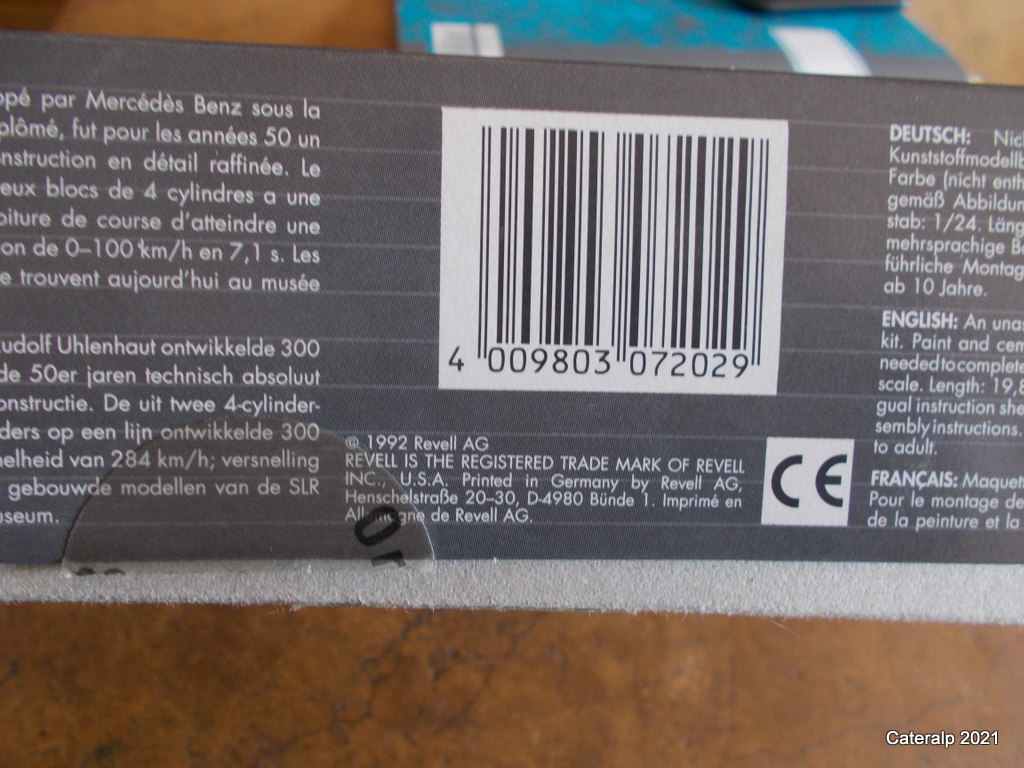 opé par Mercédès Benz sous la
plômé, fut pour les années 50 un
nstruction en détail raffinée. Le
eux blocs de 4 cylindres a une
oiture de course d'atteindre une
on de 0–100 km/h en 7,1 s. Les
e trouvent aujourd'hui au musée
udolf Uhlenhaut ontwikkelde 300
de 50er jaren technisch absoluut
onstructie. De uit twee 4-cylinder-
ders op een lijn ontwikkelde 300
nelheid van 284 km/h; versnelling
gebouwde modellen van de SLR
useum.
4 009803 072029
© 1992 Revell AG
REVELL IS THE REGISTERED TRADE MARK OF REVELL
INC., U.S.A. Printed in Germany by Revell AG,
Henschelstraße 20–30, D-4980 Bünde 1. Imprimé en
de Revell AG.
CE
DEUTSCH: Nic
Kunststoffmodellb
Farbe (nicht enth
gemäß Abbildun
stab: 1/24. Läng
mehrsprachige Be
führliche Montag
ab 10 Jahre.
ENGLISH: An una
kit. Paint and cem
needed to complete
scale. Length: 19,8
gual instruction she
sembly instructions.
to adult.
FRANÇAIS: Maquet
Pour le montage de
de la peinture et la
Cateralp 2021